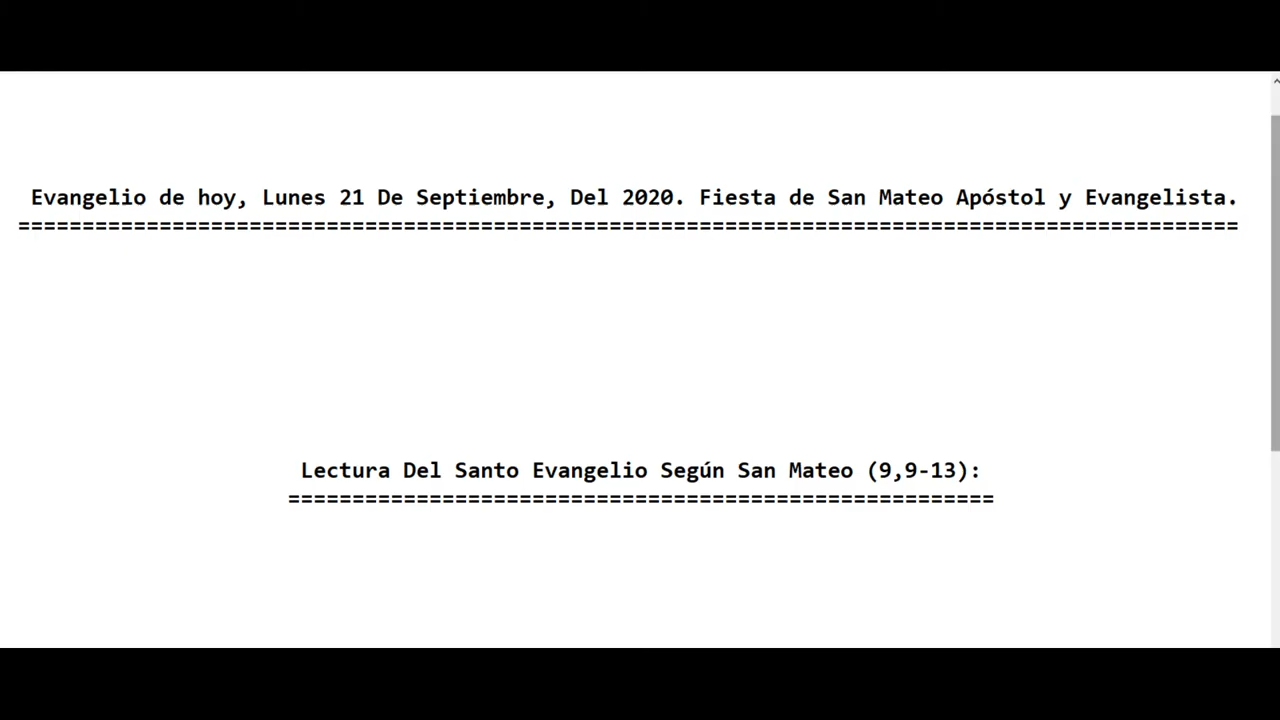 Evangelio de hoy, Lunes 21 De Septiembre, Del 2020. Fiesta de San Mateo Apóstol y Evangelista.
===============================================================================================
Lectura Del Santo Evangelio Según San Mateo (9,9-13):
=======================================================